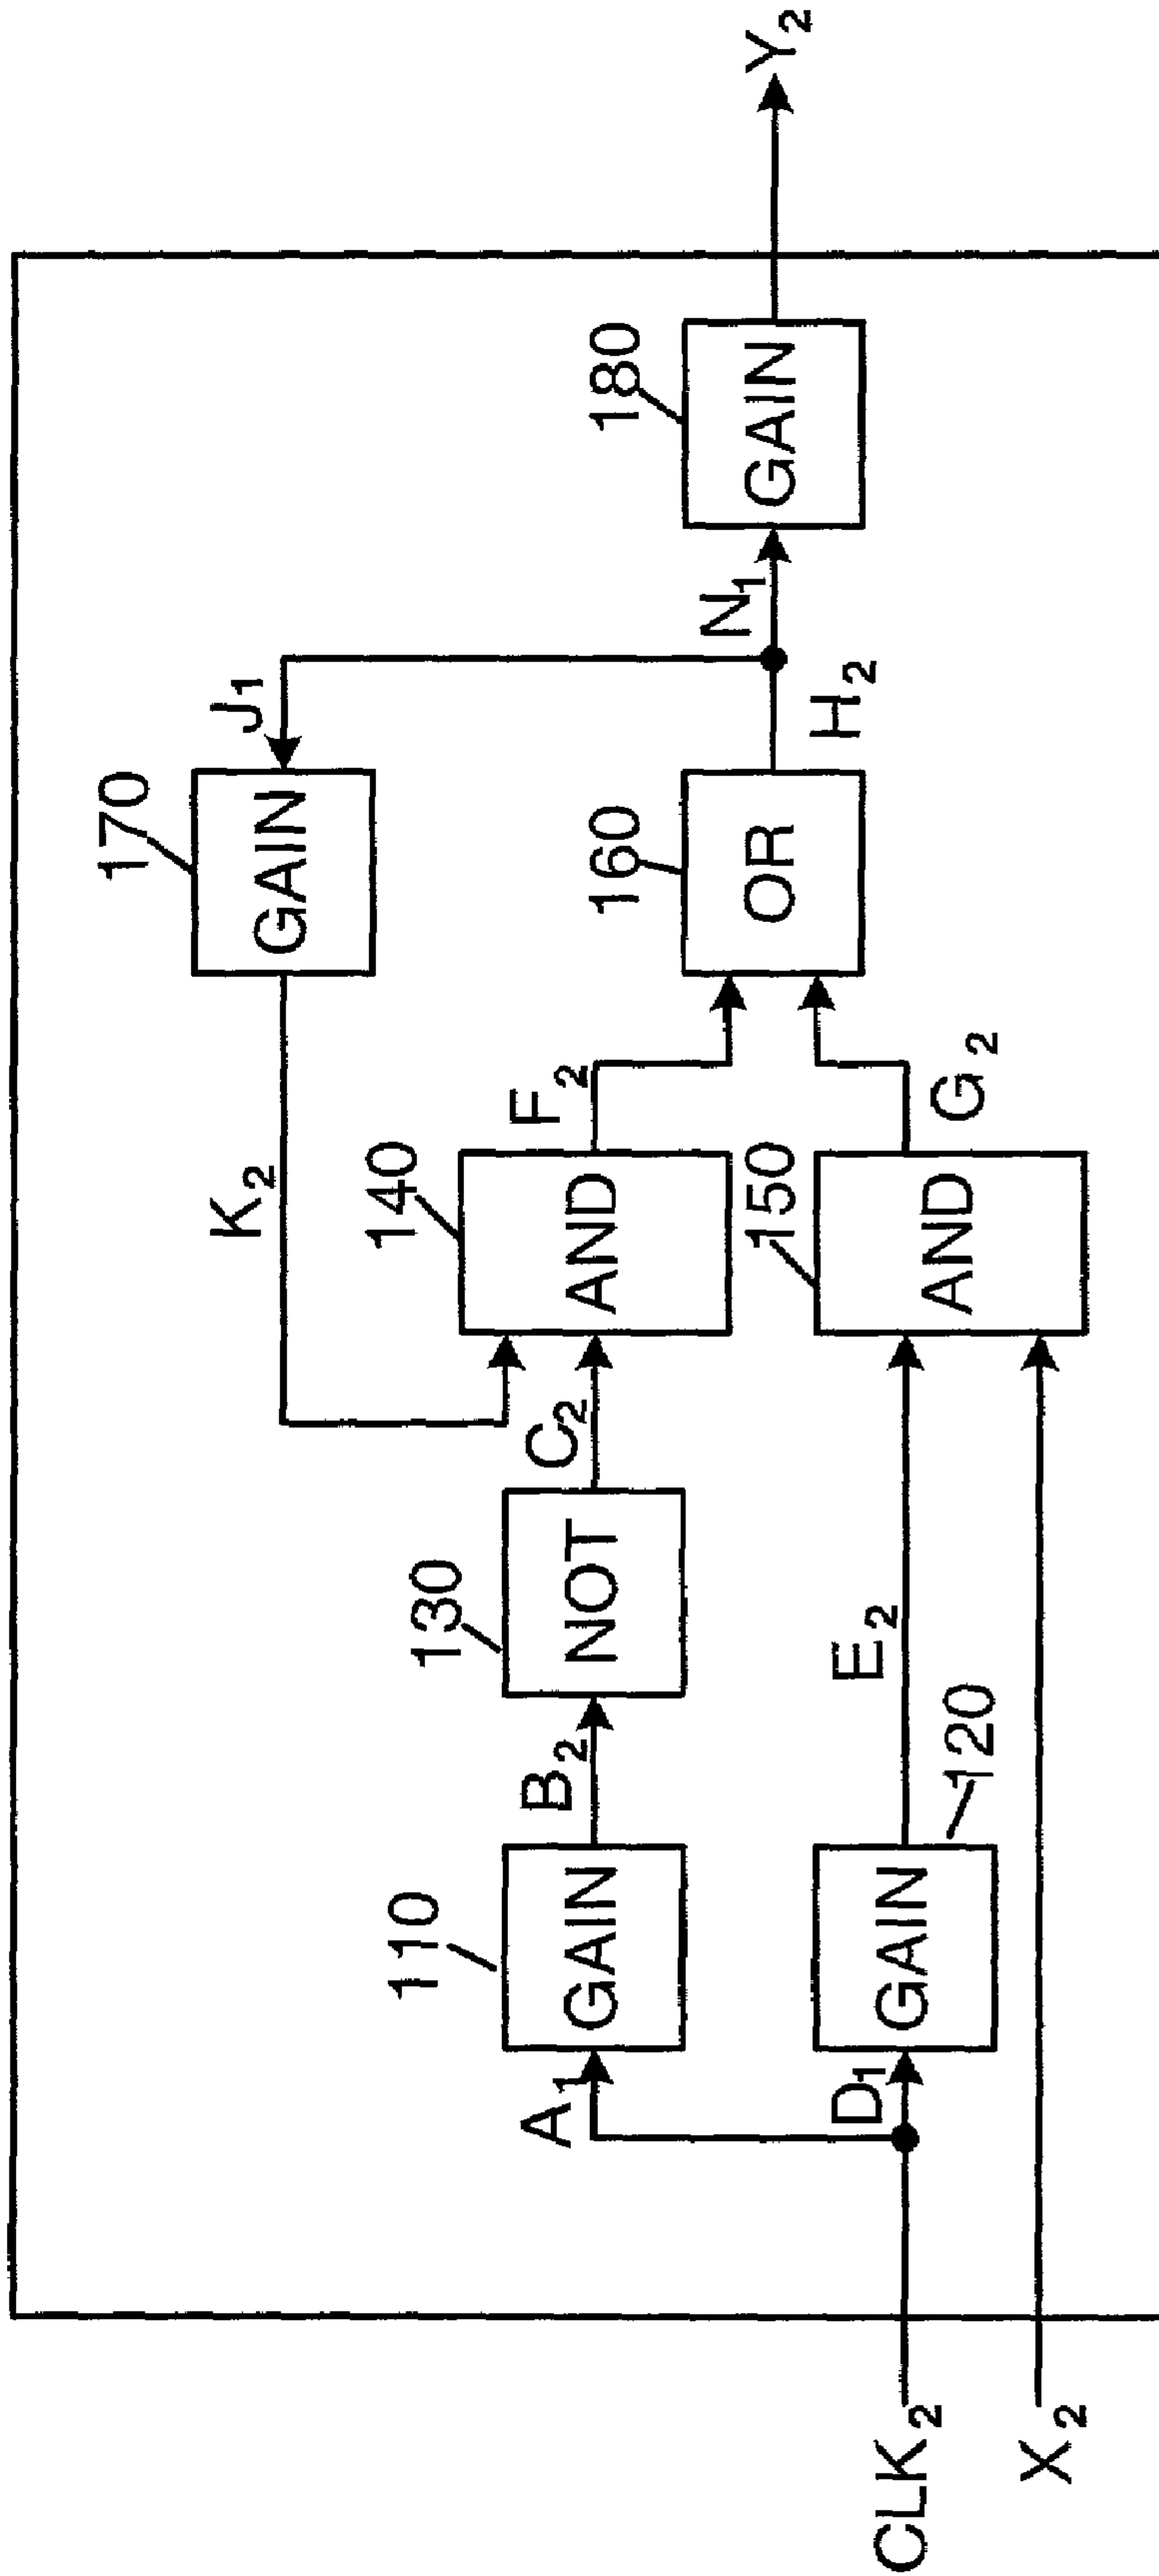 170
J₁
GAIN
K₂
180
GAIN
Y₂
N₁
H₂
160
OR
F₂
140
AND
C₂
130
NOT
B₂
110
GAIN
A₁
G₂
150
AND
E₂
120
GAIN
D₁
CLK₂
X₂